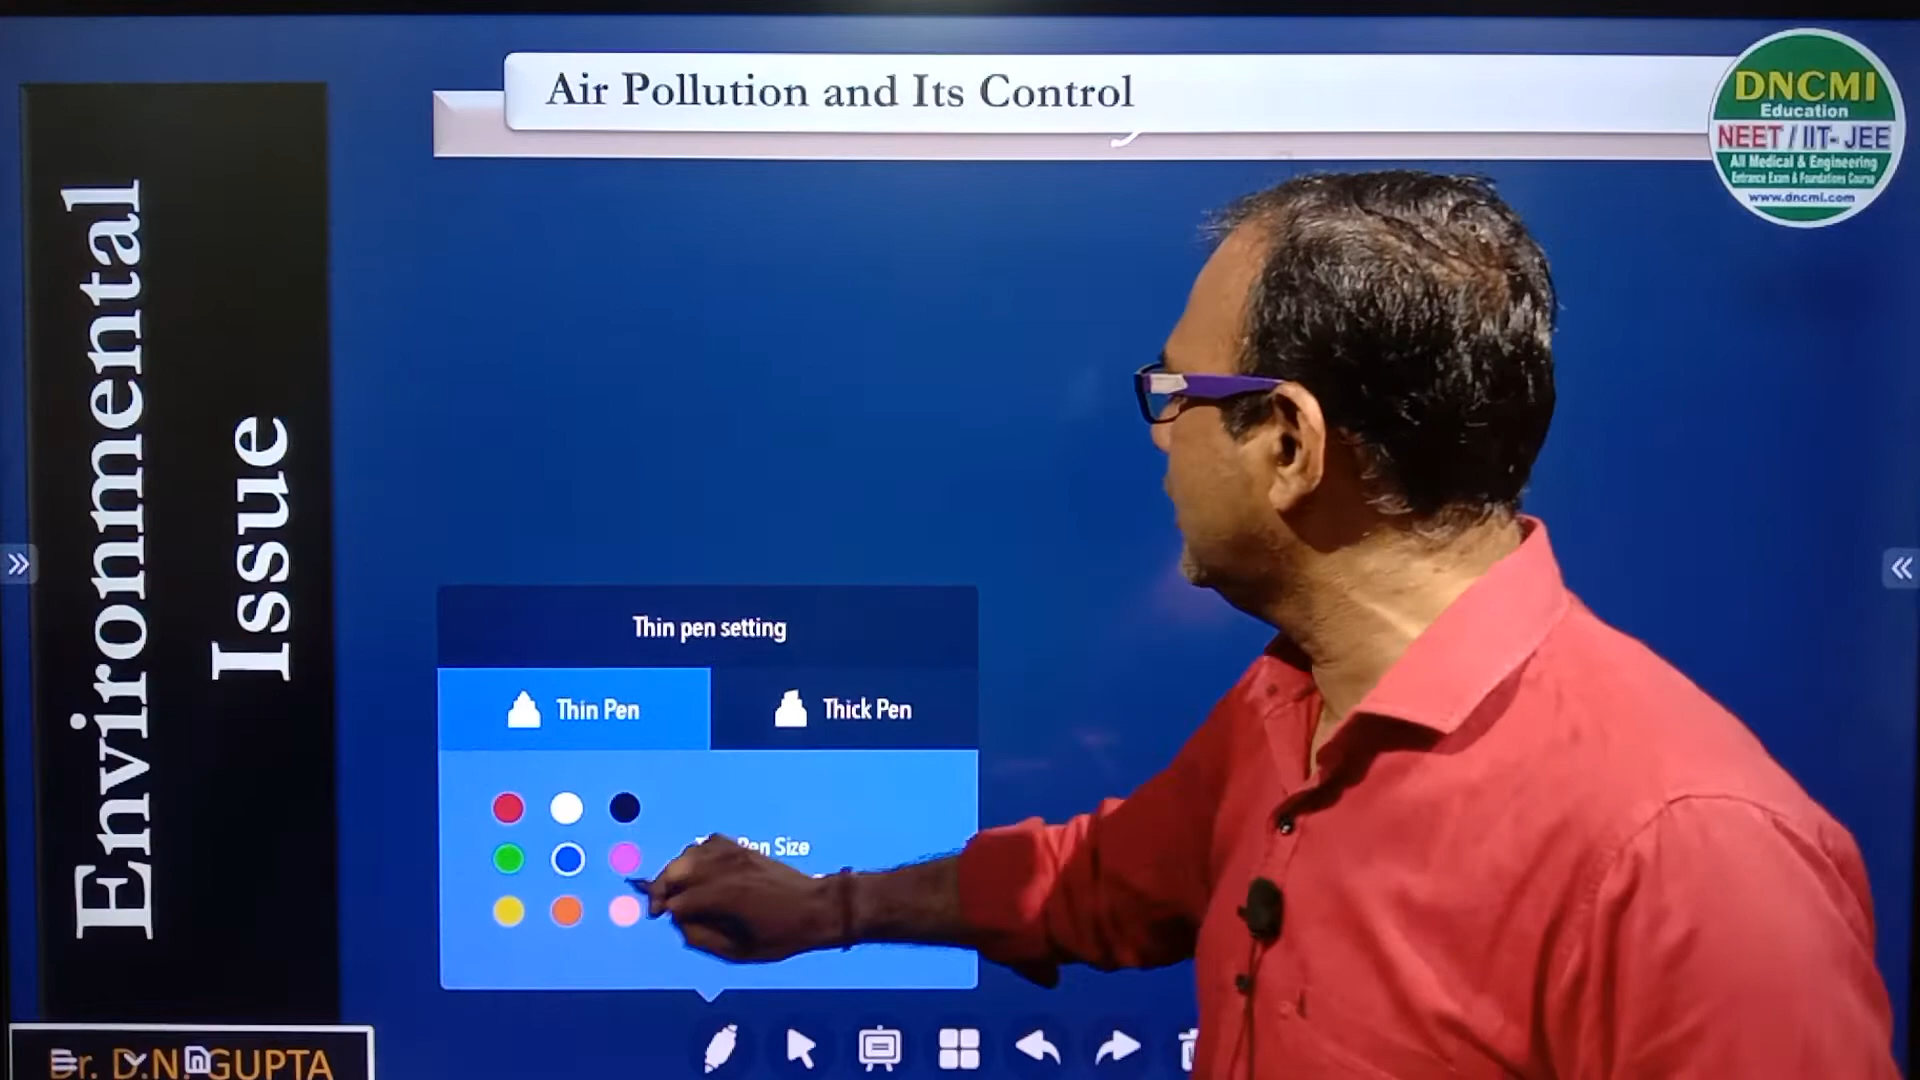 Air Pollution and Its Control
DNCMI
Education
NEET / IIT-JEE
All Medical & Engineering
Entrance Exam & Foundations Course
www.dncmi.com
Environmental
Issue
Thin pen setting
Thin Pen
Thick Pen
Pen Size
Dr. D.N. GUPTA